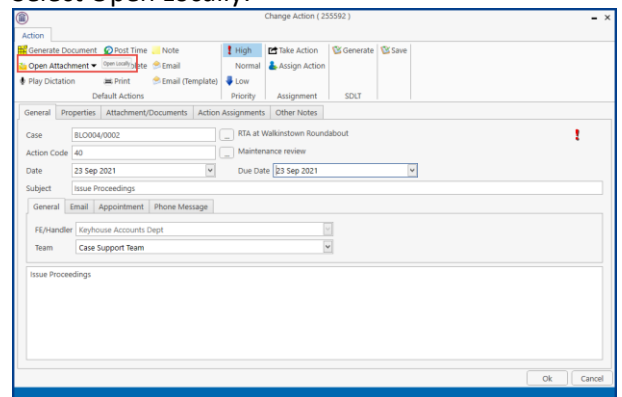 Select Open Locally.
Change Action ( 255592 )
Action
Generate Document Post Time Note High Take Action Generate Save
Open Attachment Open Locally lete Email Normal Assign Action
Play Dictation Print Email (Template) Low
Default Actions Priority Assignment SDLT
General Properties Attachment/Documents Action Assignments Other Notes
Case BLO004/0002 ... RTA at Walkinstown Roundabout
Action Code 40 ... Maintenance review
Date 23 Sep 2021 Due Date 23 Sep 2021
Subject Issue Proceedings
General Email Appointment Phone Message
FE/Handler Keyhouse Accounts Dept
Team Case Support Team
Issue Proceedings
Ok Cancel